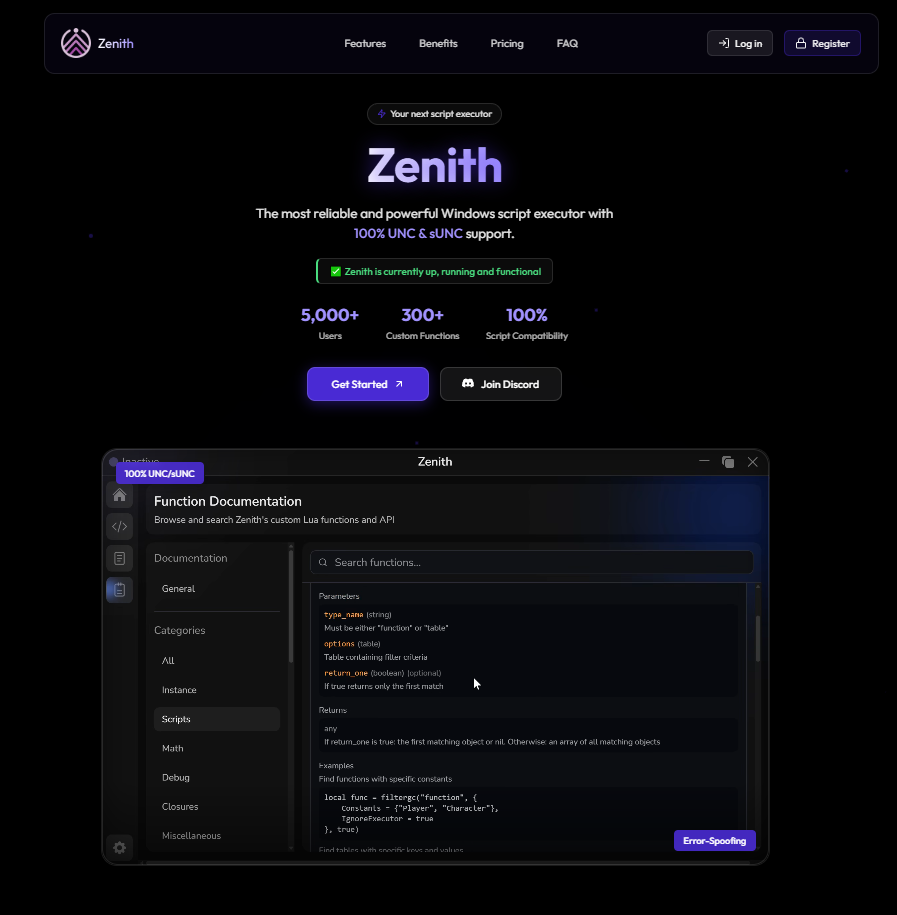 Zenith
Features
Benefits
Pricing
FAQ
Log in
Register
Your next script executor
Zenith
The most reliable and powerful Windows script executor with
100% UNC & sUNC support.
✅ Zenith is currently up, running and functional
5,000+
Users
300+
Custom Functions
100%
Script Compatibility
Get Started
Join Discord
Inactive
Zenith
100% UNC/sUNC
Function Documentation
Browse and search Zenith's custom Lua functions and API
Documentation
General
Categories
All
Instance
Scripts
Math
Debug
Closures
Miscellaneous
Search functions...
Parameters
type_name (string)
Must be either "function" or "table"
options (table)
Table containing filter criteria
return_one (boolean) (optional)
If true returns only the first match
Returns
any
If return_one is true: the first matching object or nil. Otherwise: an array of all matching objects
Examples
Find functions with specific constants
local func = filtergc("function", {
Constants = {"Player", "Character"},
IgnoreExecutor = true
}, true)
Find tables with specific keys and values
Error-Spoofing